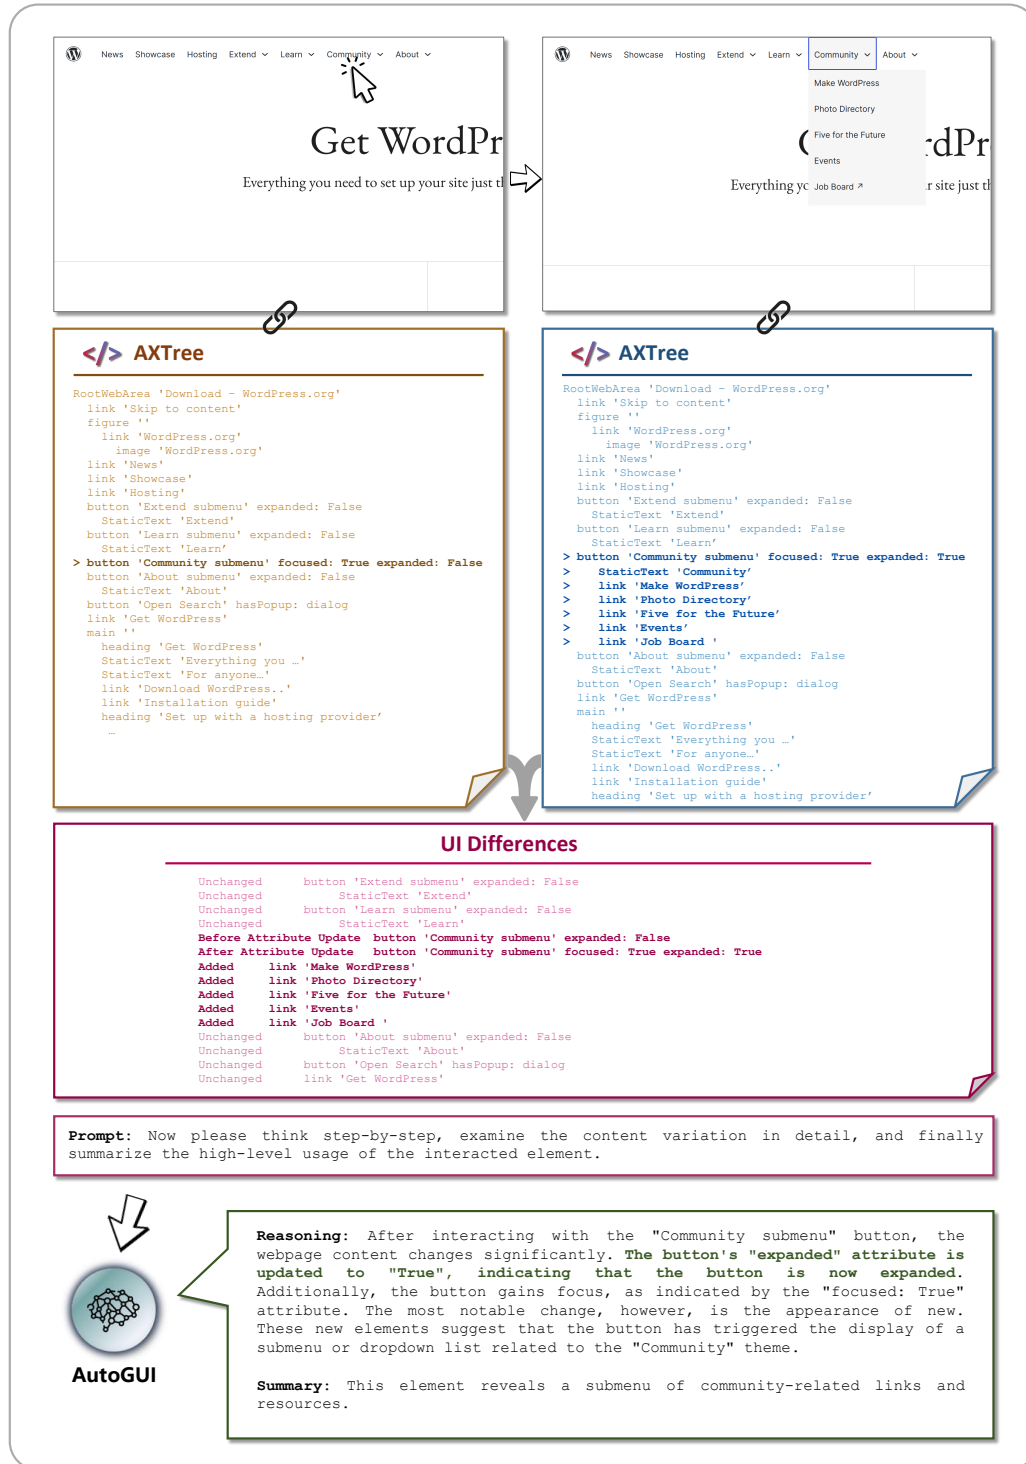 News Showcase Hosting Extend Learn Community About
Get WordPr
Everything you need to set up your site just th
News Showcase Hosting Extend Learn Community About
Make WordPress
Photo Directory
Five for the Future
Events
Job Board ↗
rdPr
Everything yo
r site just th
</> AXTree
RootWebArea 'Download – WordPress.org'
link 'Skip to content'
figure ''
link 'WordPress.org'
image 'WordPress.org'
link 'News'
link 'Showcase'
link 'Hosting'
button 'Extend submenu' expanded: False
StaticText 'Extend'
button 'Learn submenu' expanded: False
StaticText 'Learn’
> button 'Community submenu' focused: True expanded: False
button 'About submenu' expanded: False
StaticText 'About'
button 'Open Search' hasPopup: dialog
link 'Get WordPress'
main ''
heading 'Get WordPress'
StaticText 'Everything you …'
StaticText 'For anyone…'
link 'Download WordPress..'
link 'Installation guide'
heading 'Set up with a hosting provider’
…
</> AXTree
RootWebArea 'Download – WordPress.org'
link 'Skip to content'
figure ''
link 'WordPress.org'
image 'WordPress.org'
link 'News'
link 'Showcase'
link 'Hosting'
button 'Extend submenu' expanded: False
StaticText 'Extend'
button 'Learn submenu' expanded: False
StaticText 'Learn’
> button 'Community submenu' focused: True expanded: True
> StaticText 'Community’
> link 'Make WordPress’
> link 'Photo Directory’
> link 'Five for the Future’
> link 'Events’
> link 'Job Board '
button 'About submenu' expanded: False
StaticText 'About'
button 'Open Search' hasPopup: dialog
link 'Get WordPress'
main ''
heading 'Get WordPress'
StaticText 'Everything you …'
StaticText 'For anyone…'
link 'Download WordPress..'
link 'Installation guide'
heading 'Set up with a hosting provider’
UI Differences
Unchanged button 'Extend submenu' expanded: False
Unchanged StaticText 'Extend'
Unchanged button 'Learn submenu' expanded: False
Unchanged StaticText 'Learn'
Before Attribute Update button 'Community submenu' expanded: False
After Attribute Update button 'Community submenu' focused: True expanded: True
Added link 'Make WordPress'
Added link 'Photo Directory'
Added link 'Five for the Future'
Added link 'Events'
Added link 'Job Board '
Unchanged button 'About submenu' expanded: False
Unchanged StaticText 'About'
Unchanged button 'Open Search' hasPopup: dialog
Unchanged link 'Get WordPress'
Prompt: Now please think step-by-step, examine the content variation in detail, and finally
summarize the high-level usage of the interacted element.
Reasoning: After interacting with the "Community submenu" button, the
webpage content changes significantly. The button's "expanded" attribute is
updated to "True", indicating that the button is now expanded.
Additionally, the button gains focus, as indicated by the "focused: True"
attribute. The most notable change, however, is the appearance of new.
These new elements suggest that the button has triggered the display of a
submenu or dropdown list related to the "Community" theme.
Summary: This element reveals a submenu of community-related links and
resources.
AutoGUI